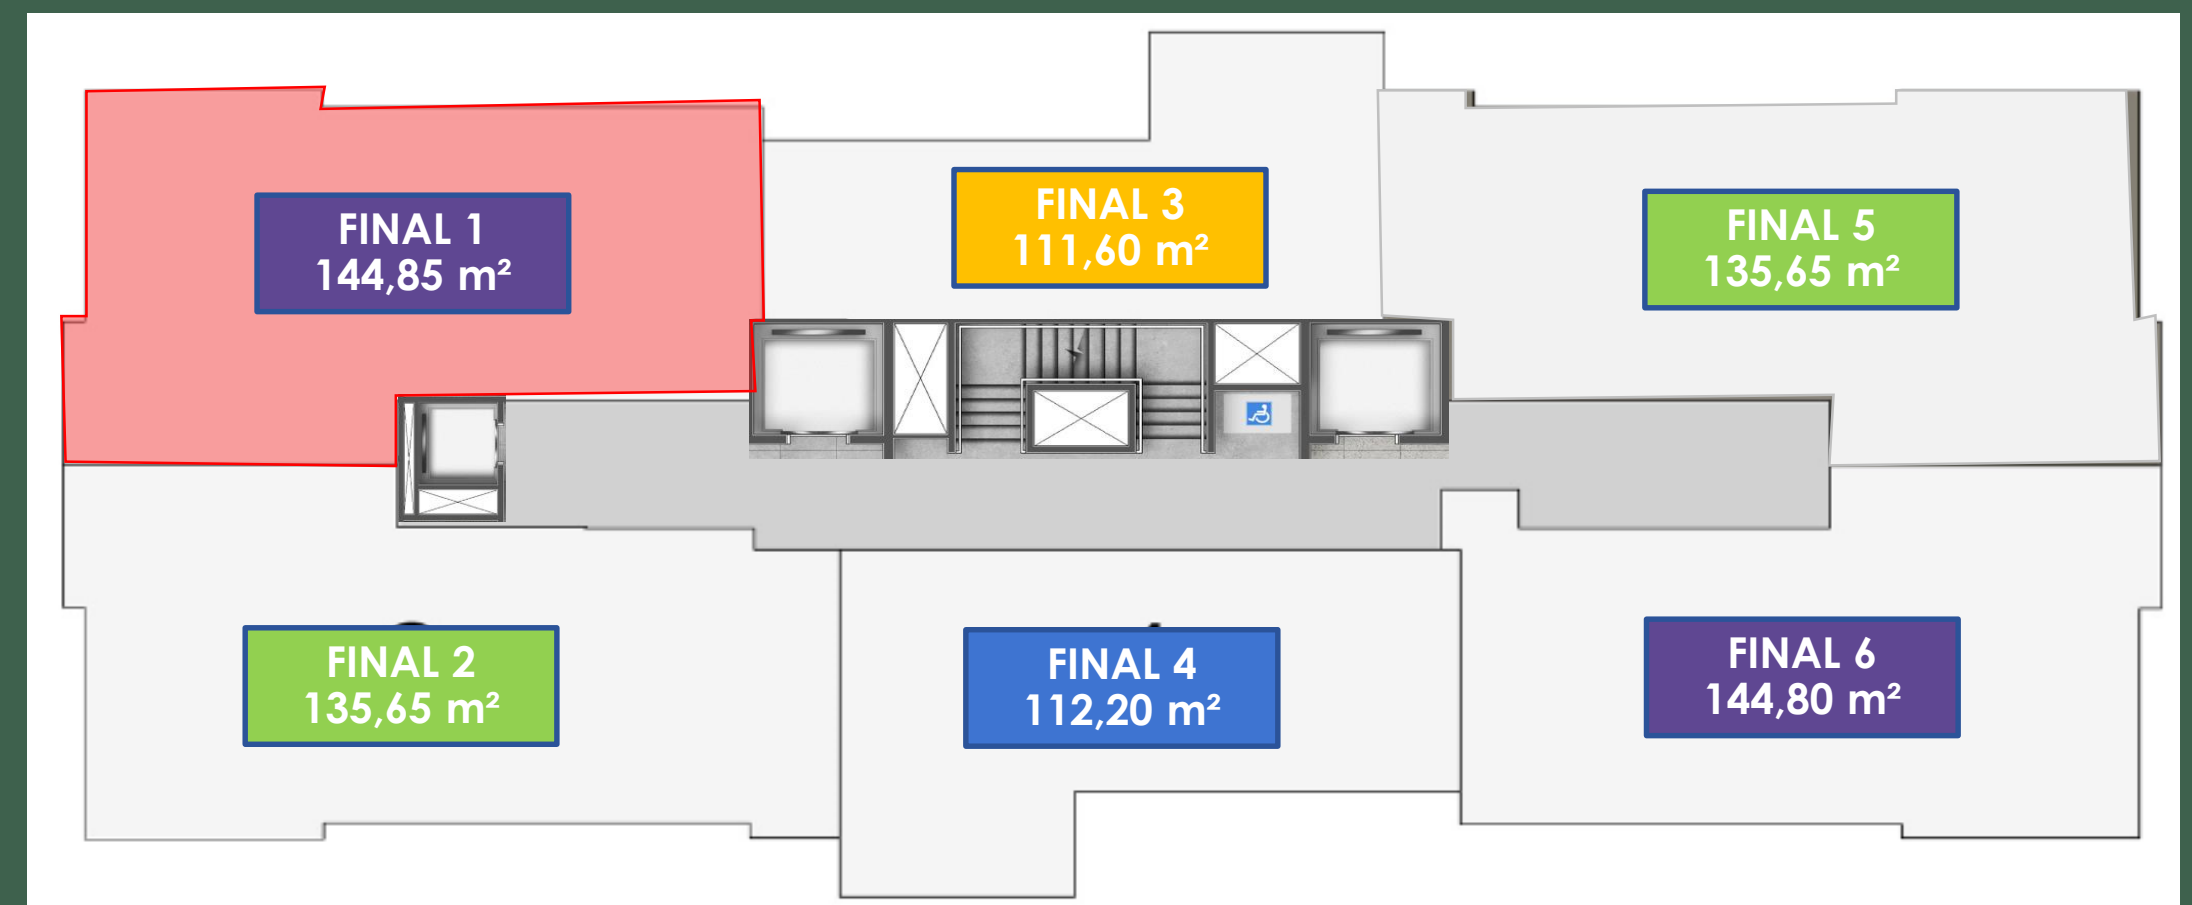 FINAL 1
144,85 m²
FINAL 3
111,60 m²
FINAL 5
135,65 m²
FINAL 2
135,65 m²
FINAL 4
112,20 m²
FINAL 6
144,80 m²